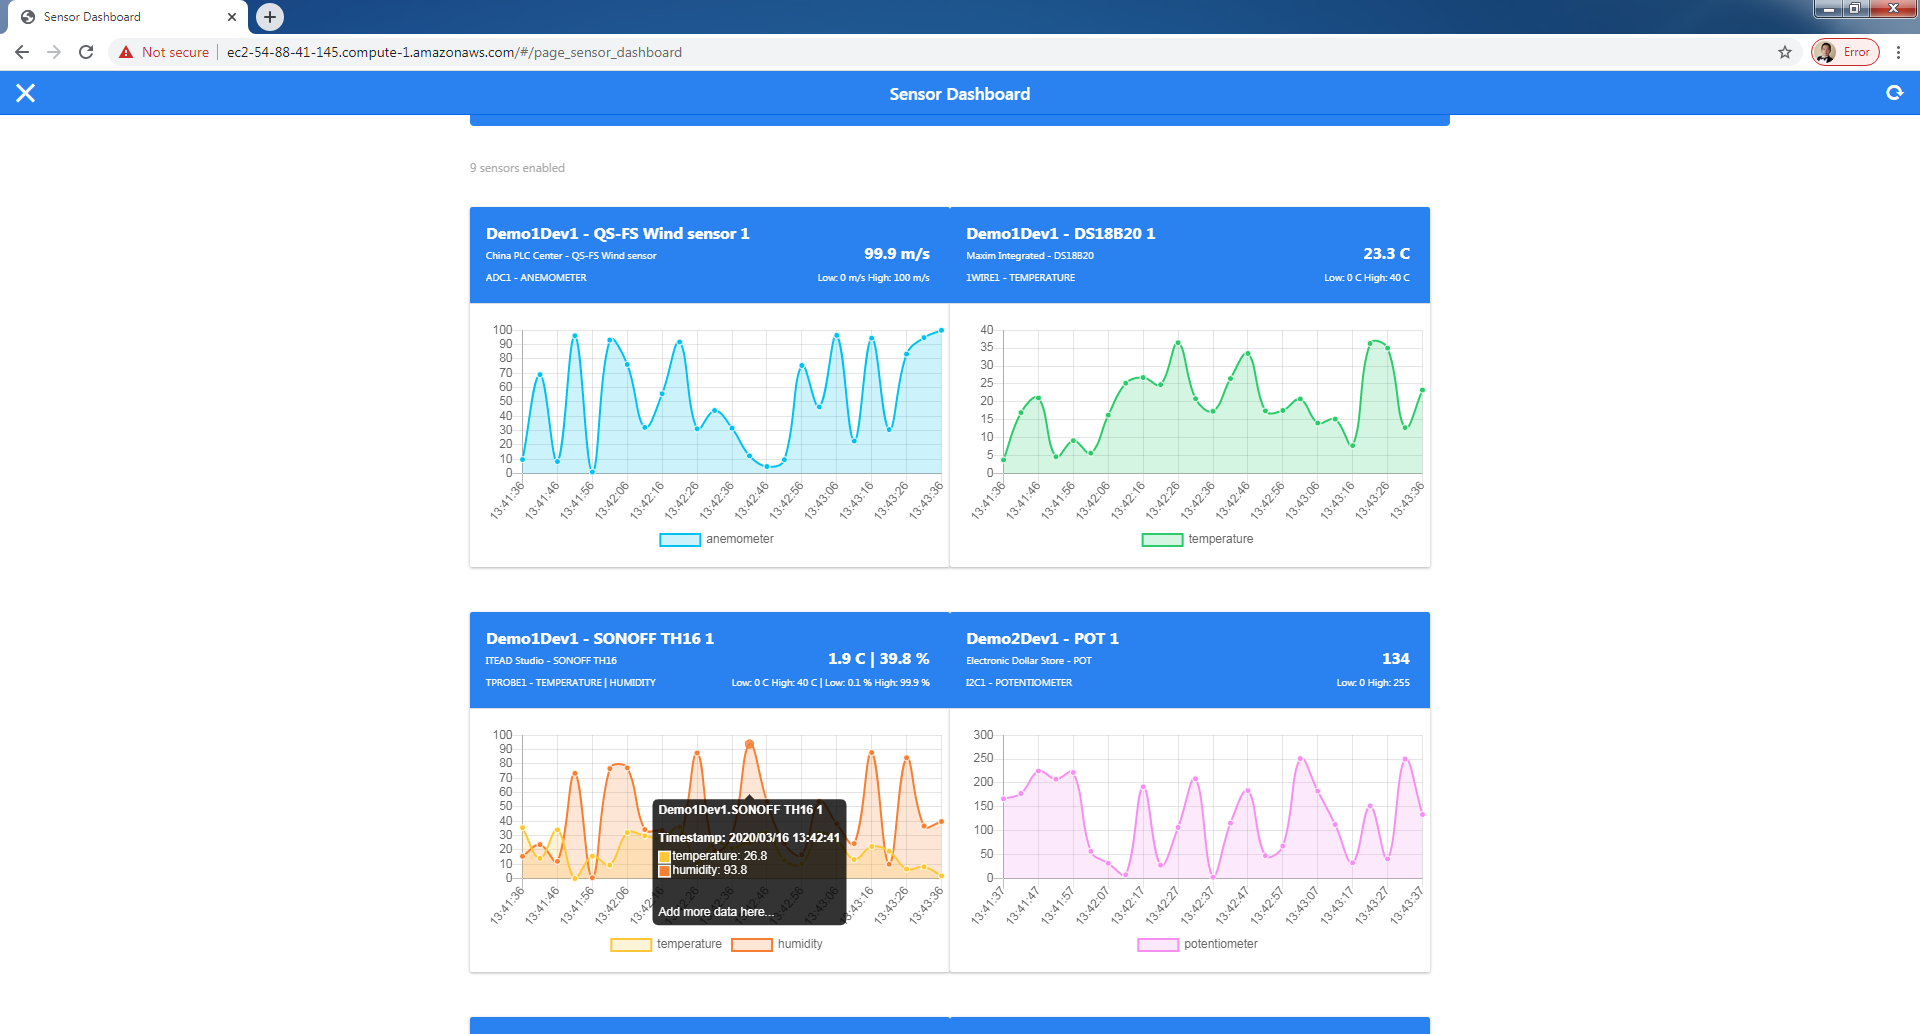 Sensor Dashboard
Not secure
ec2-54-88-41-145.compute-1.amazonaws.com/#/page_sensor_dashboard
Error
Sensor Dashboard
9 sensors enabled
Demo1Dev1 - QS-FS Wind sensor 1
China PLC Center - QS-FS Wind sensor
99.9 m/s
ADC1 - ANEMOMETER
Low: 0 m/s High: 100 m/s
100
90
80
70
60
50
40
30
20
10
0
13:41:36
13:41:46
13:41:56
13:42:06
13:42:16
13:42:26
13:42:36
13:42:46
13:42:56
13:43:06
13:43:16
13:43:26
13:43:36
anemometer
Demo1Dev1 - DS18B20 1
Maxim Integrated - DS18B20
23.3 C
1WIRE1 - TEMPERATURE
Low: 0 C High: 40 C
40
35
30
25
20
15
10
5
0
13:41:36
13:41:46
13:41:56
13:42:06
13:42:16
13:42:26
13:42:36
13:42:46
13:42:56
13:43:06
13:43:16
13:43:26
13:43:36
temperature
Demo1Dev1 - SONOFF TH16 1
ITEAD Studio - SONOFF TH16
1.9 C | 39.8 %
TPROBE1 - TEMPERATURE | HUMIDITY
Low: 0 C High: 40 C | Low: 0.1 % High: 99.9 %
100
90
80
70
60
50
40
30
20
10
0
Demo1Dev1.SONOFF TH16 1
Timestamp: 2020/03/16 13:42:41
temperature: 26.8
humidity: 93.8
Add more data here...
13:41:36
13:41:46
13:41:56
13:42:06
13:42:16
13:42:26
13:42:36
13:42:46
13:42:56
13:43:06
13:43:16
13:43:26
13:43:36
temperature
humidity
Demo2Dev1 - POT 1
Electronic Dollar Store - POT
134
I2C1 - POTENTIOMETER
Low: 0 High: 255
300
250
200
150
100
50
0
13:41:37
13:41:47
13:41:57
13:42:07
13:42:17
13:42:27
13:42:37
13:42:47
13:42:57
13:43:07
13:43:17
13:43:27
13:43:37
potentiometer